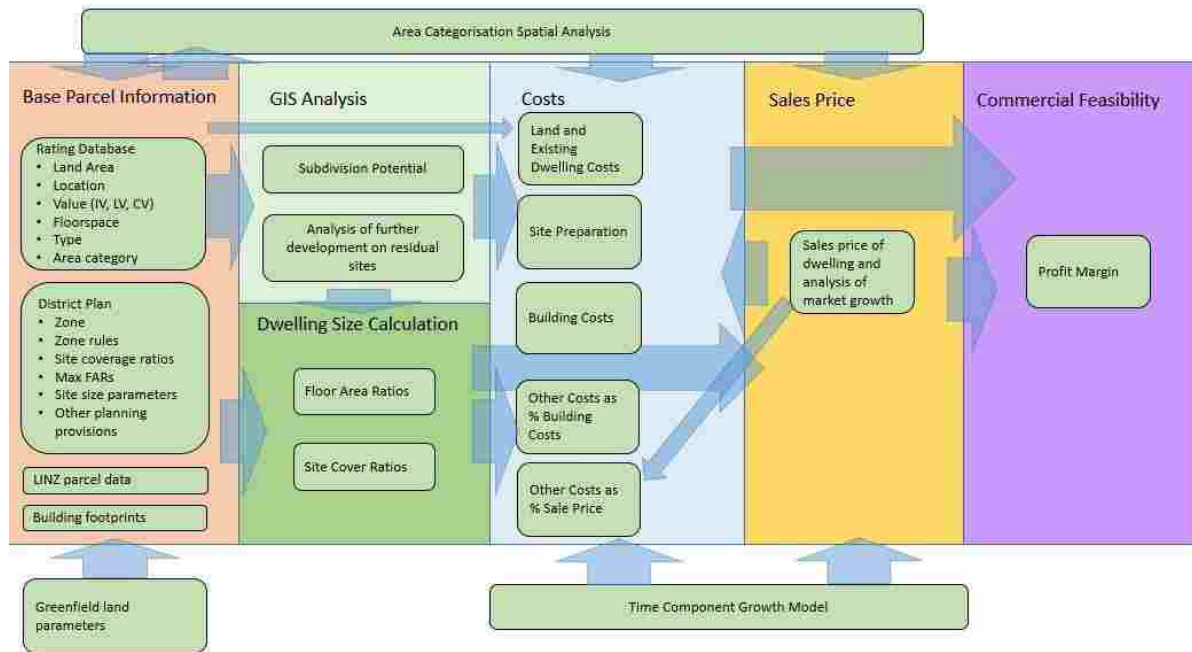 Area Categorisation Spatial Analysis
Base Parcel Information
Rating Database
• Land Area
• Location
• Value (IV, LV, CV)
• Floorspace
• Type
• Area category
District Plan
• Zone
• Zone rules
• Site coverage ratios
• Max FARs
• Site size parameters
• Other planning
provisions
LINZ parcel data
Building footprints
Greenfield land
parameters
GIS Analysis
Subdivision Potential
Analysis of further
development on residual
sites
Dwelling Size Calculation
Floor Area Ratios
Site Cover Ratios
Costs
Land and
Existing
Dwelling Costs
Site Preparation
Building Costs
Other Costs as
% Building
Costs
Other Costs as
% Sale Price
Sales Price
Sales price of
dwelling and
analysis of
market growth
Commercial Feasibility
Profit Margin
Time Component Growth Model